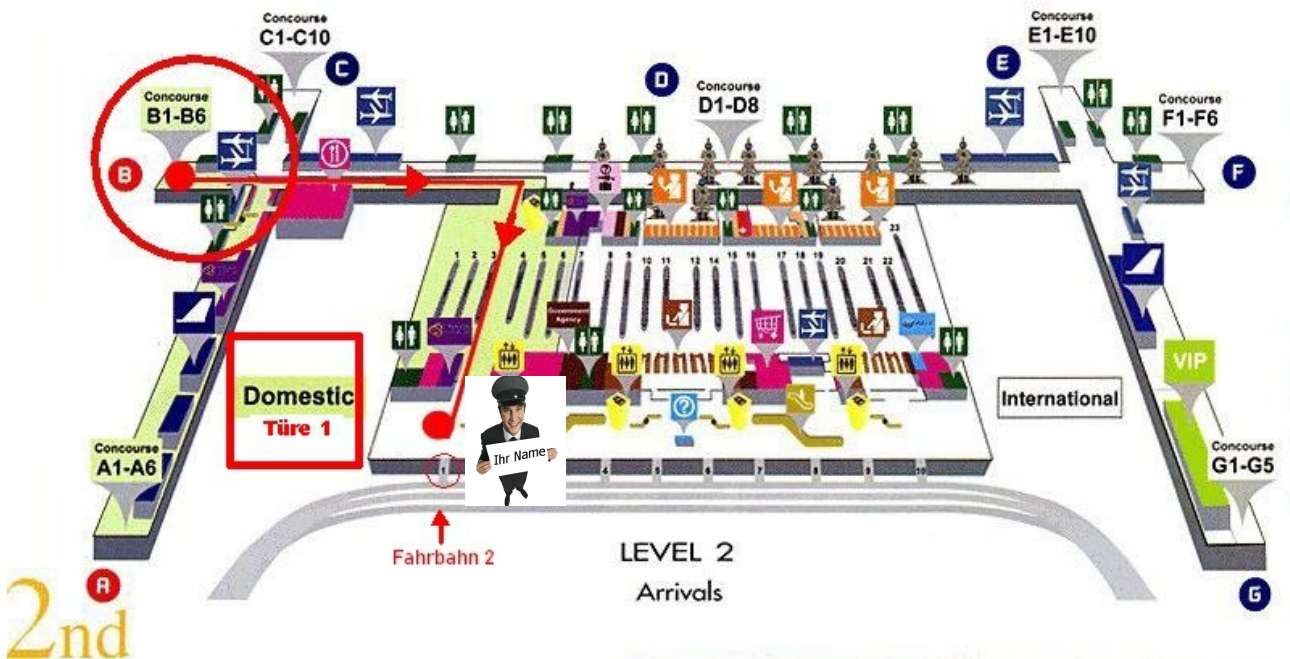 Concourse
C1-C10
C
Concourse
B1-B6
B
D
Concourse
D1-D8
E
Concourse
E1-E10
Concourse
F1-F6
F
23
1 2 3 4 5 6 7 8 9 10 11 12 14 15 16 17 18 19 20 21 22
Government
Agency
VIP
Domestic
Türe 1
International
Ihr Name
Concourse
A1-A6
Concourse
G1-G5
1 4 5 6 7 8 9 10
Fahrbahn 2
LEVEL 2
Arrivals
A
G
2nd